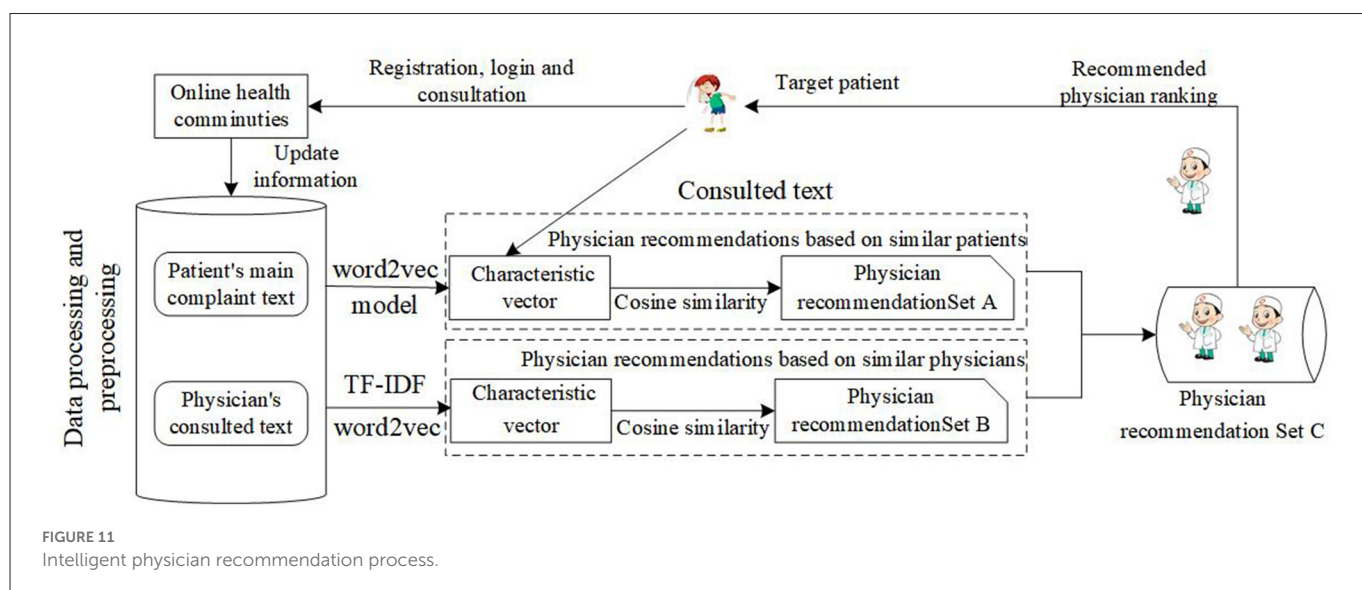 Registration, login and
consultation
Target patient
Recommended
physician ranking
Online health
comminuties
Update
information
Consulted text
Data processing and
preprocessing
Patient's main
complaint text
word2vec
model
Physician recommendations based on similar patients
Characteristic
vector
Cosine similarity
Physician
recommendationSet A
Physician's
consulted text
TF-IDF
word2vec
Physician recommendations based on similar physicians
Characteristic
vector
Cosine similarity
Physician
recommendationSet B
Physician
recommendation Set C
FIGURE 11
Intelligent physician recommendation process.